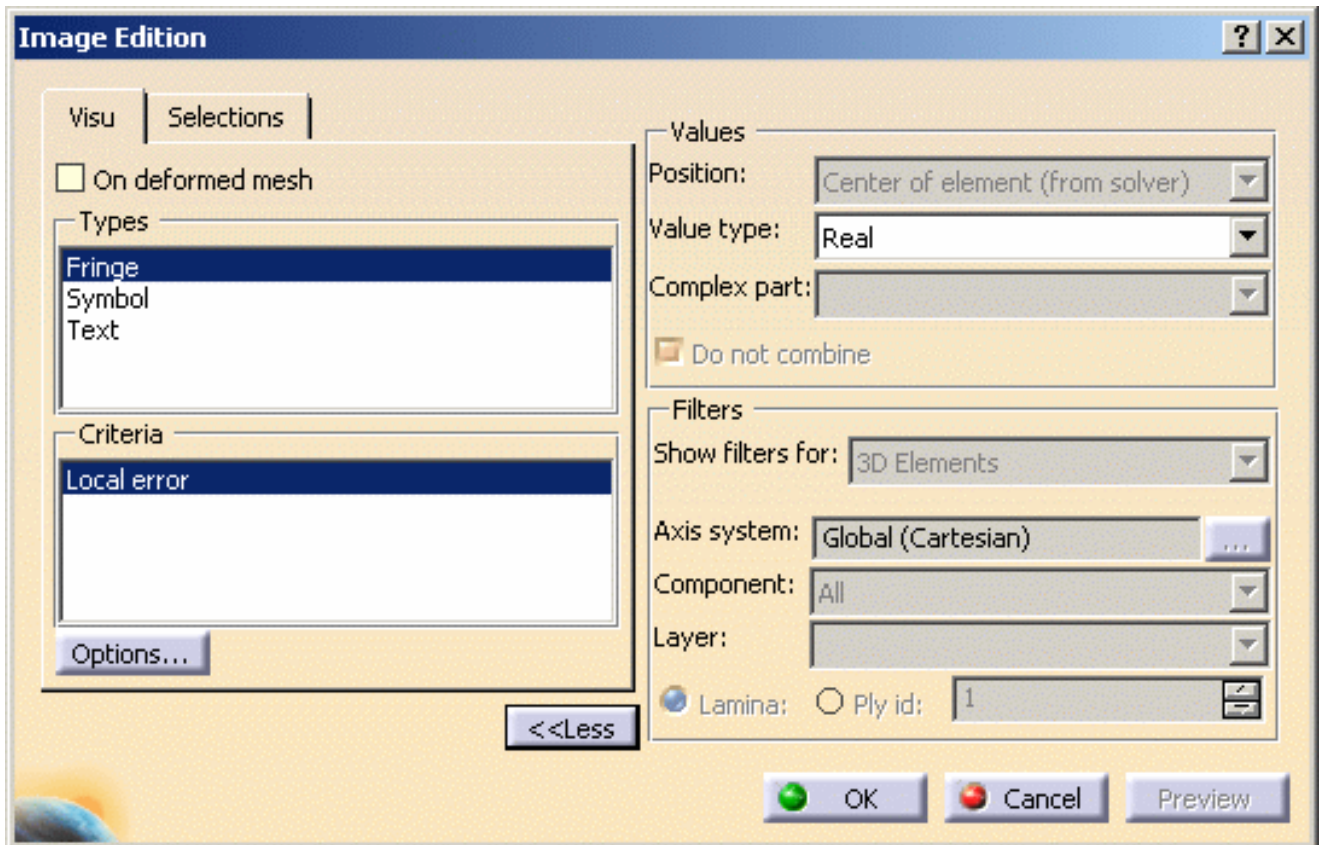 Image Edition
?
Visu
Selections
On deformed mesh
Types
Fringe
Symbol
Text
Criteria
Local error
Options...
<<Less
Values
Position:
Center of element (from solver)
Value type:
Real
Complex part:
Do not combine
Filters
Show filters for:
3D Elements
Axis system:
Global (Cartesian)
...
Component:
All
Layer:
Lamina:
Ply id:
1
OK
Cancel
Preview